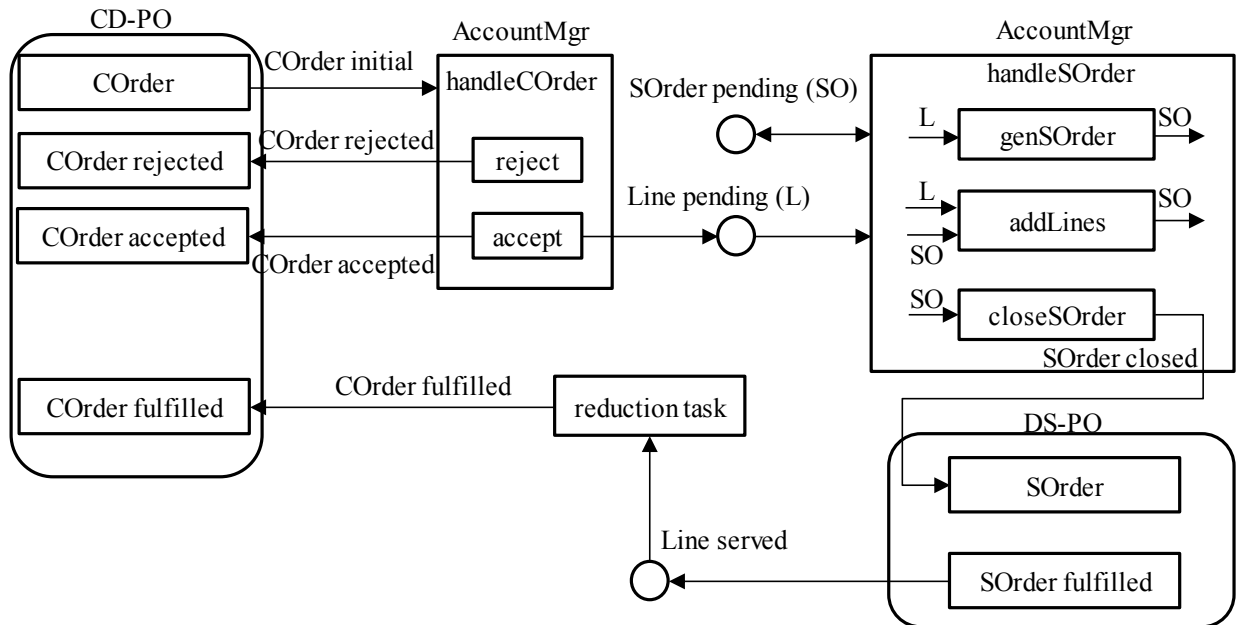 CD-PO
COrder
COrder rejected
COrder accepted
COrder fulfilled
COrder initial
COrder rejected
COrder accepted
COrder fulfilled
AccountMgr
handleCOrder
reject
accept
SOrder pending (SO)
Line pending (L)
AccountMgr
handleSOrder
L
genSOrder
SO
L
SO
addLines
SO
SO
closeSOrder
SOrder closed
reduction task
Line served
DS-PO
SOrder
SOrder fulfilled